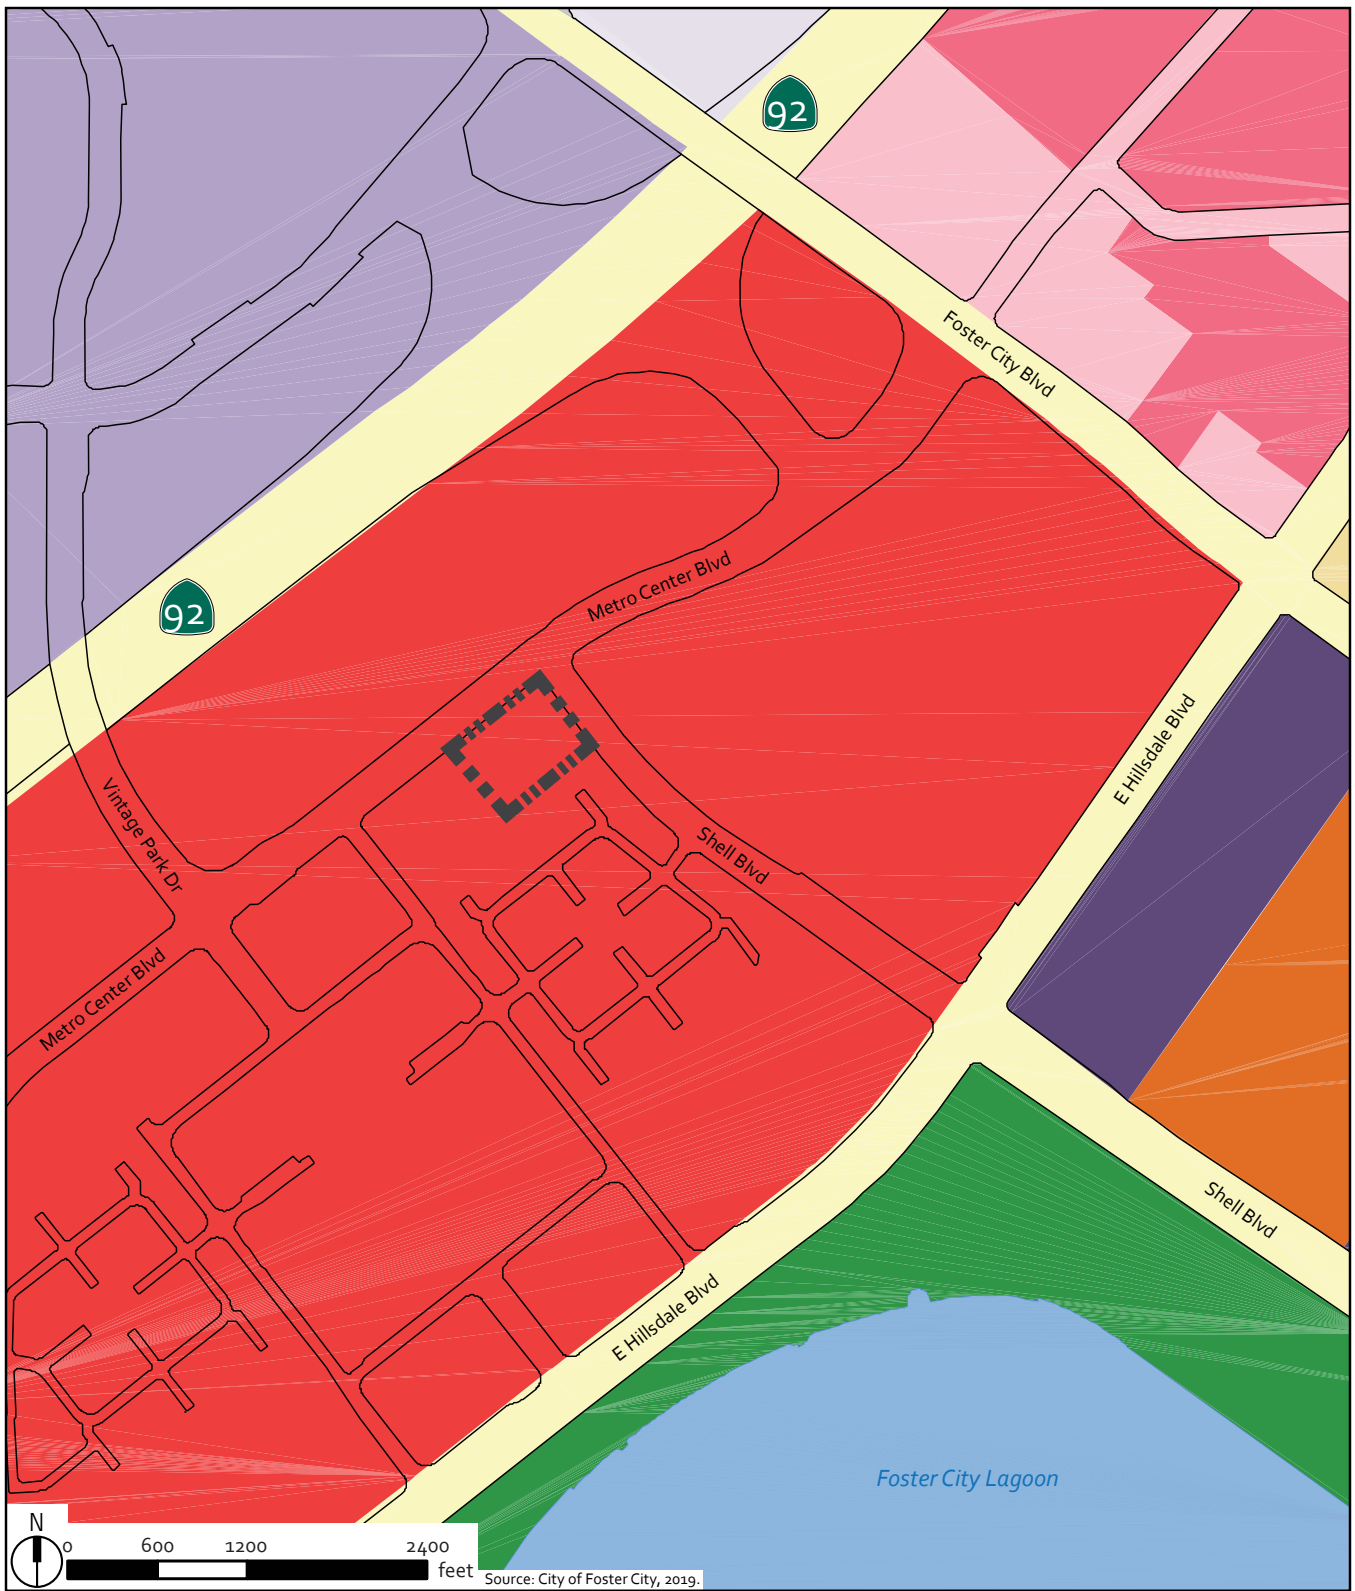 92
Foster City Blvd
Metro Center Blvd
92
E Hillsdale Blvd
Vintage Park Dr
Shell Blvd
Metro Center Blvd
Shell Blvd
E Hillsdale Blvd
Foster City Lagoon
N
0 600 1200 2400
feet
Source: City of Foster City, 2019.